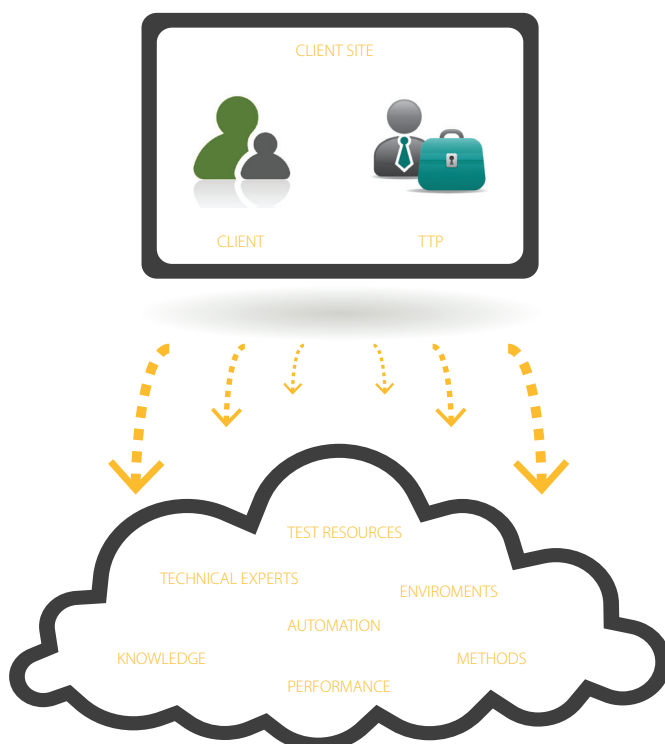 CLIENT SITE
CLIENT
TTP
TEST RESOURCES
TECHNICAL EXPERTS
ENVIROMENTS
AUTOMATION
KNOWLEDGE
METHODS
PERFORMANCE